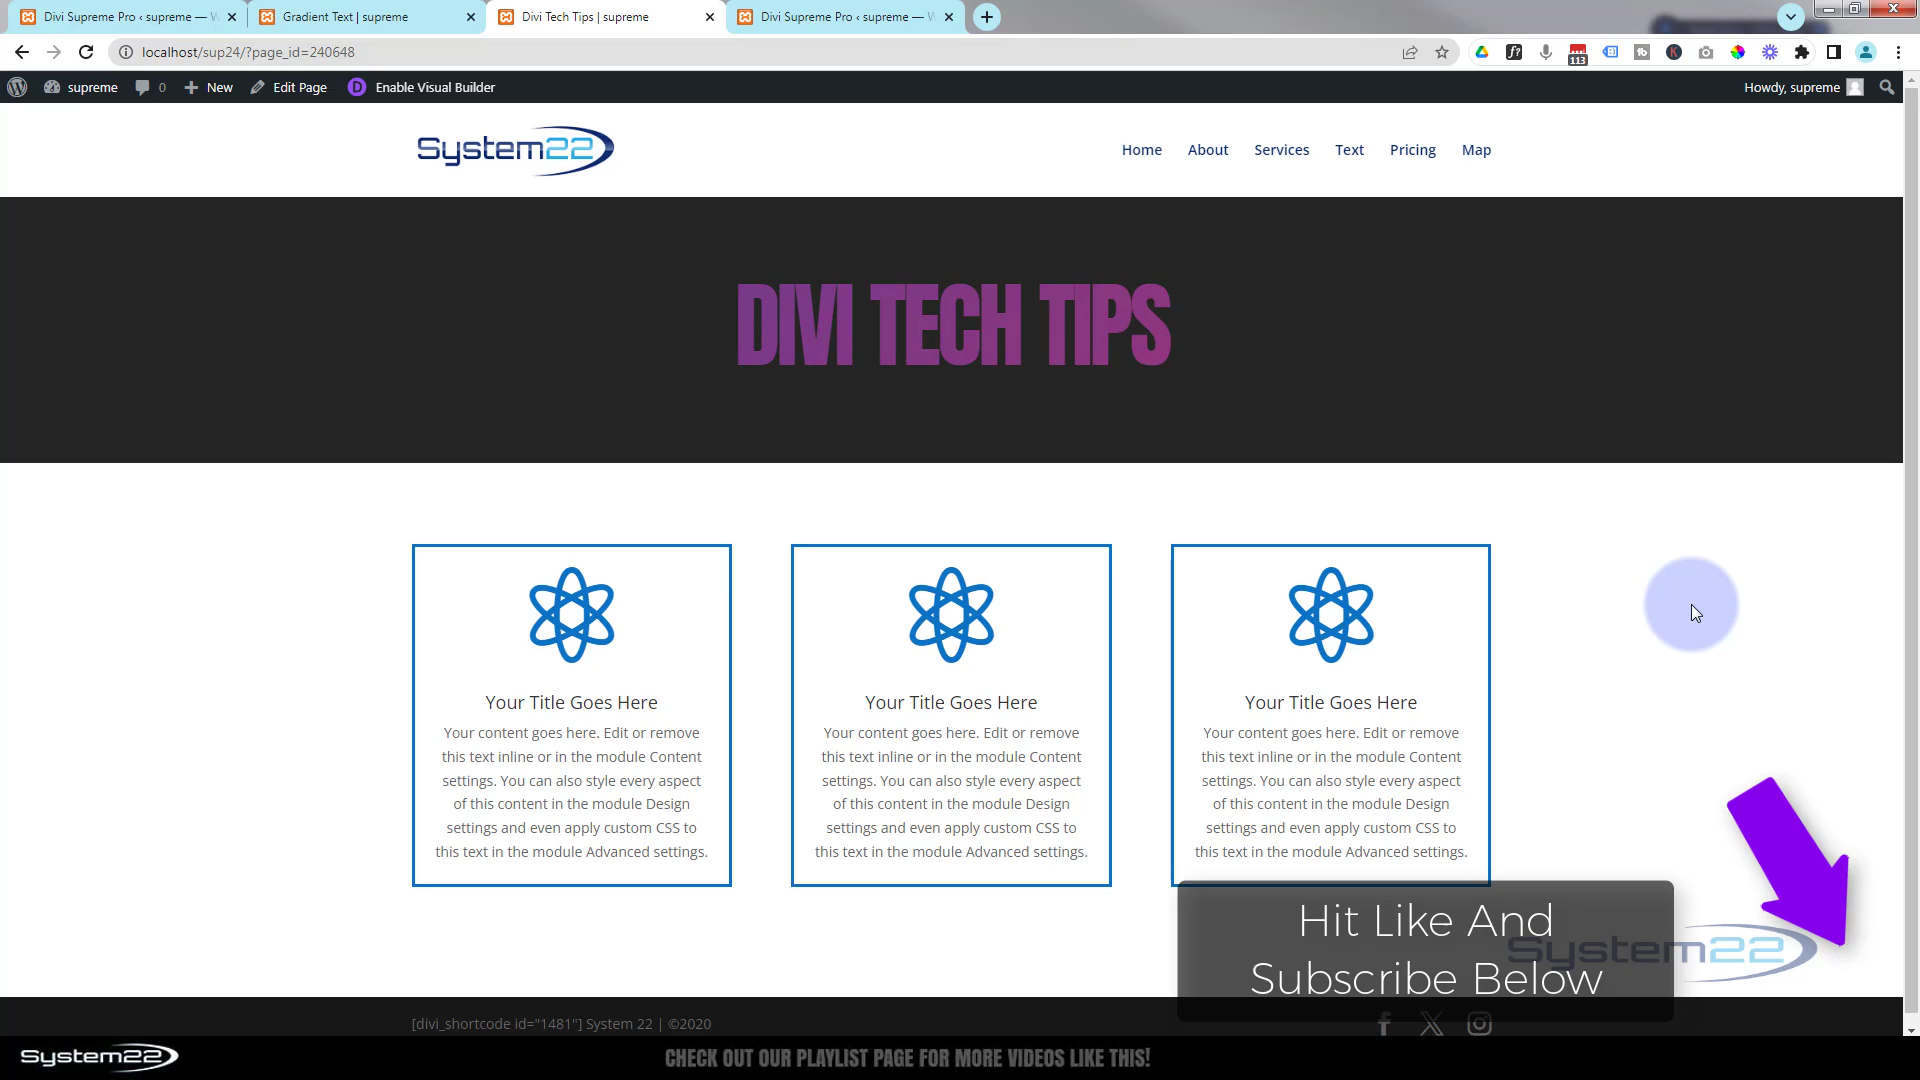 Divi Supreme Pro ‹ supreme — W
Gradient Text | supreme
Divi Tech Tips | supreme
Divi Supreme Pro ‹ supreme — W
localhost/sup24/?page_id=240648
f?
113
tb
K
supreme
0
New
Edit Page
D
Enable Visual Builder
Howdy, supreme
System22
Home
About
Services
Text
Pricing
Map
DIVI TECH TIPS
Your Title Goes Here
Your content goes here. Edit or remove
this text inline or in the module Content
settings. You can also style every aspect
of this content in the module Design
settings and even apply custom CSS to
this text in the module Advanced settings.
Your Title Goes Here
Your content goes here. Edit or remove
this text inline or in the module Content
settings. You can also style every aspect
of this content in the module Design
settings and even apply custom CSS to
this text in the module Advanced settings.
Your Title Goes Here
Your content goes here. Edit or remove
this text inline or in the module Content
settings. You can also style every aspect
of this content in the module Design
settings and even apply custom CSS to
this text in the module Advanced settings.
Hit Like And
Subscribe Below
System22
[divi_shortcode id="1481"] System 22 | ©2020
System22
CHECK OUT OUR PLAYLIST PAGE FOR MORE VIDEOS LIKE THIS!